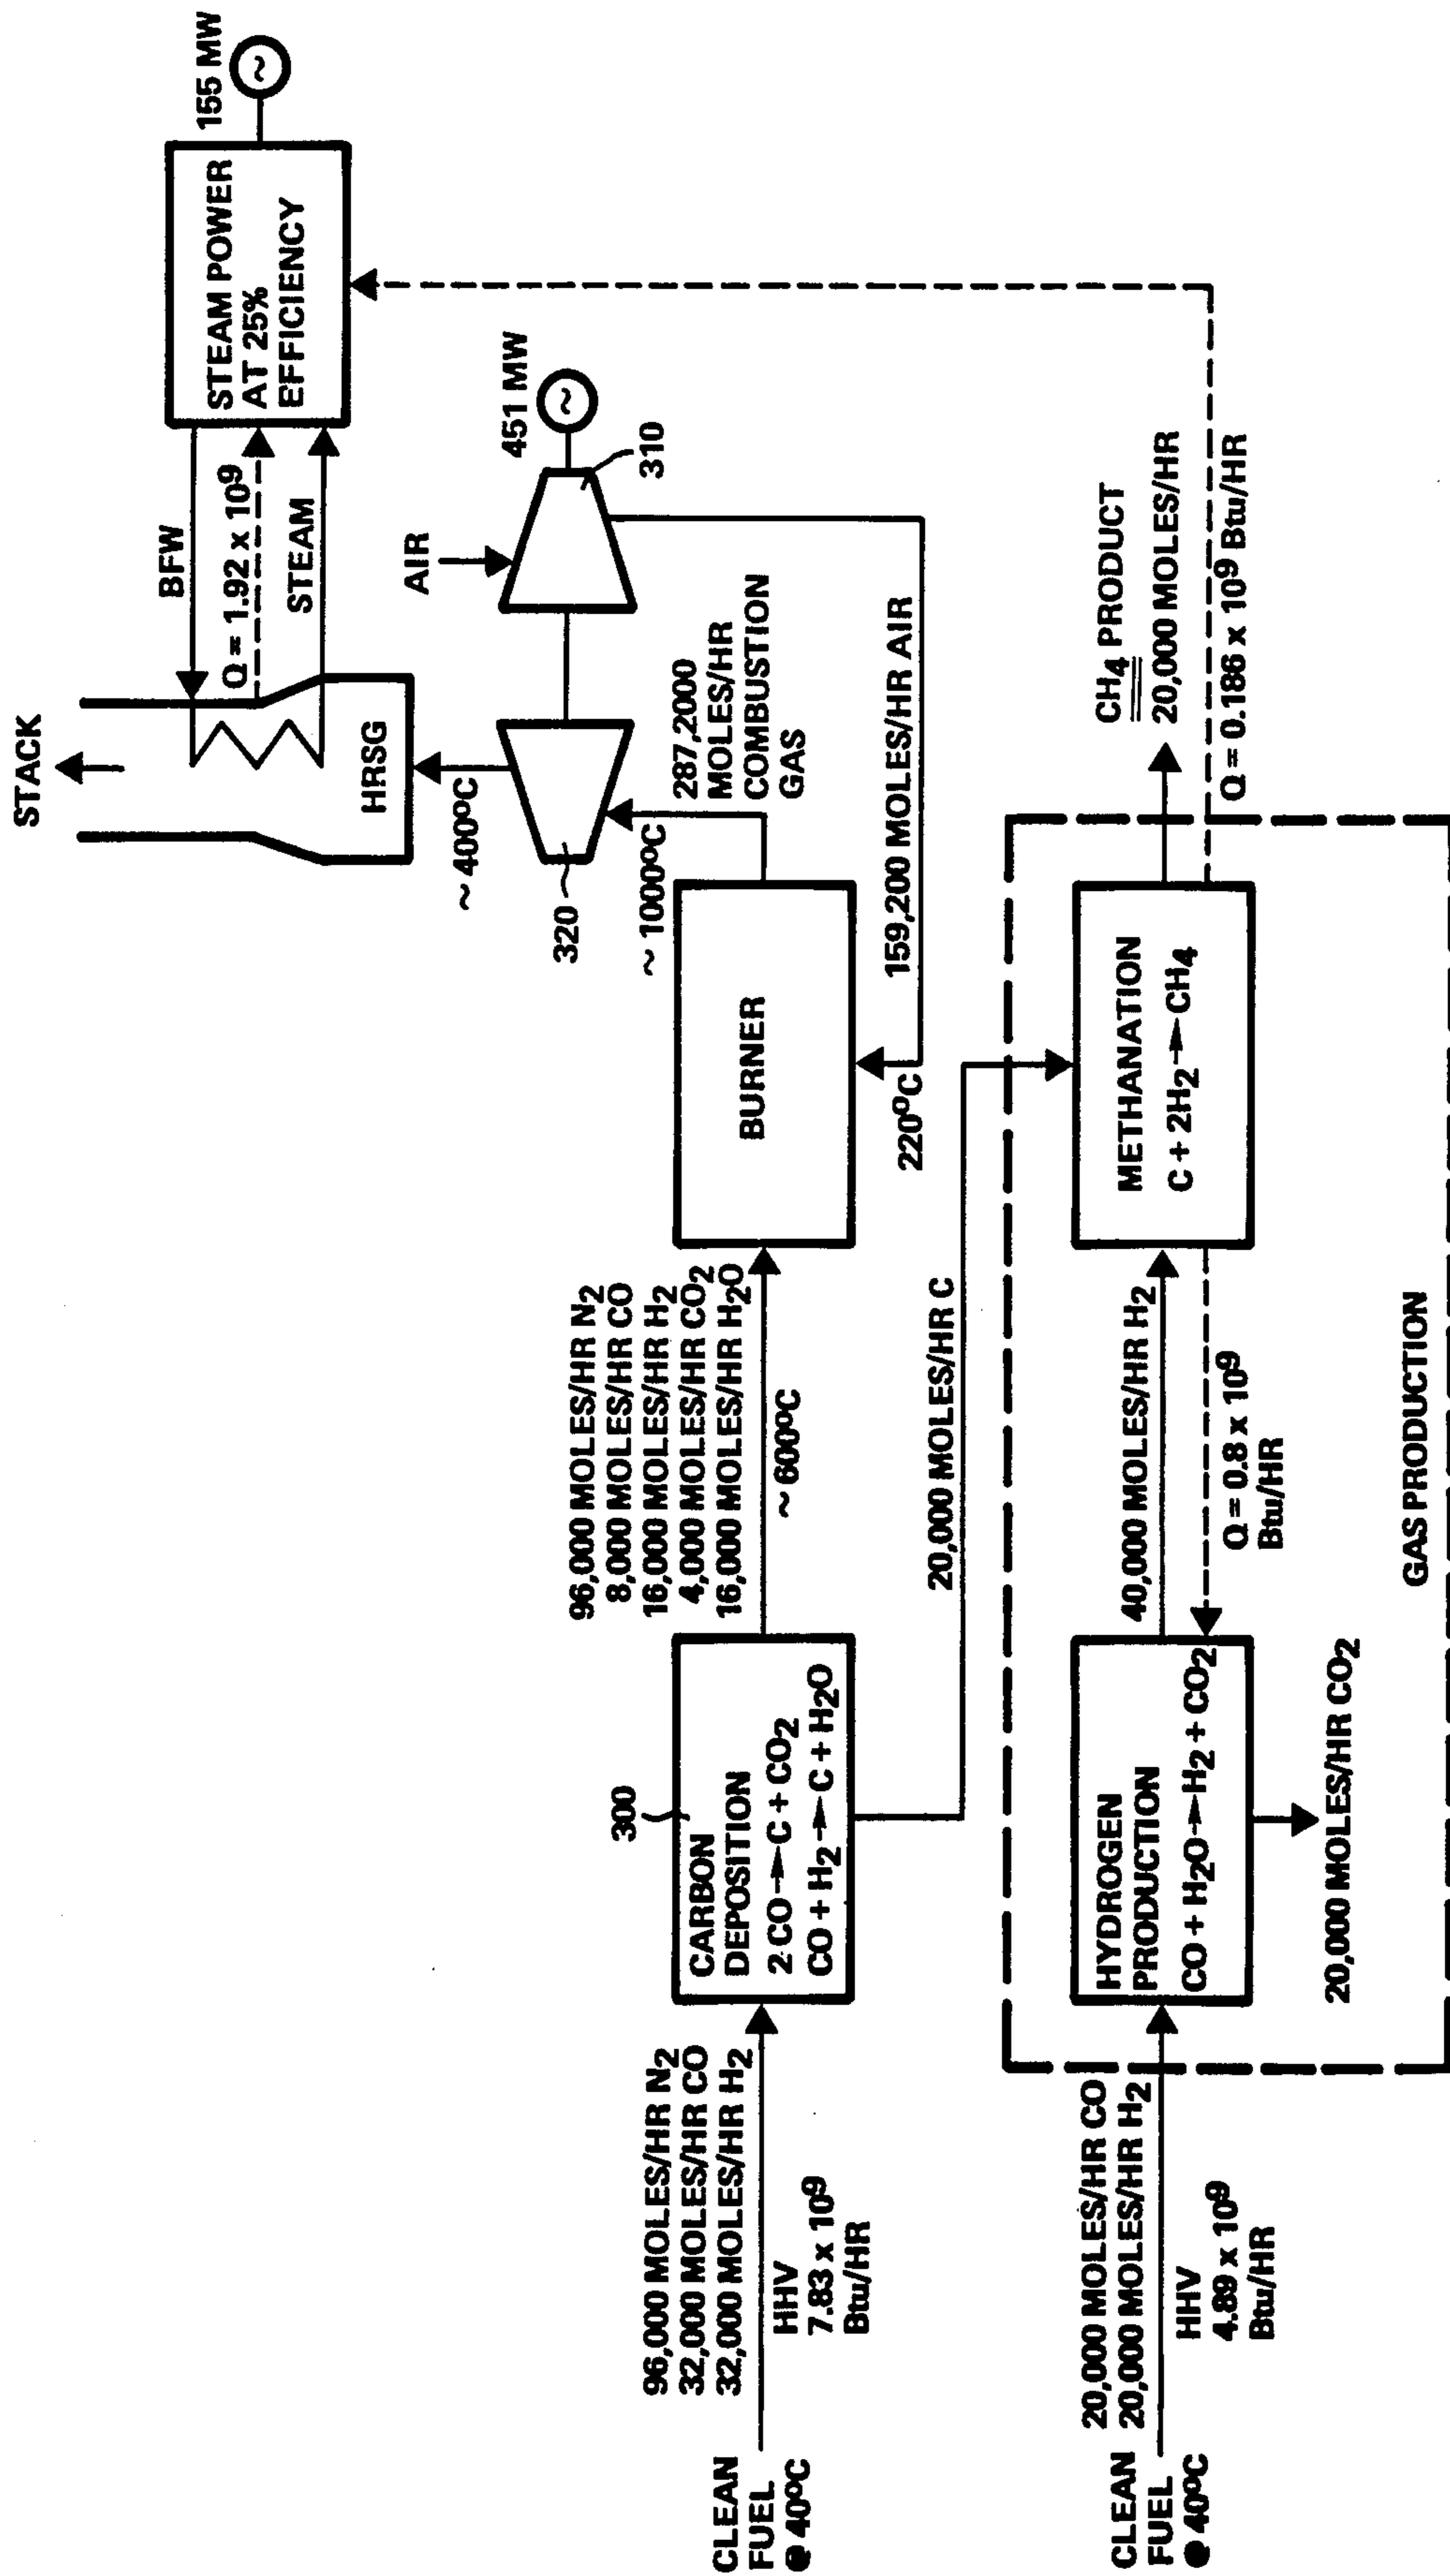 CLEAN
FUEL
@ 40ºC
96,000 MOLES/HR N2
32,000 MOLES/HR CO
32,000 MOLES/HR H2
HHV
7.83 x 10⁹
Btu/HR
300
CARBON
DEPOSITION
2 CO→C + CO2
CO + H2→C + H2O
96,000 MOLES/HR N2
8,000 MOLES/HR CO
16,000 MOLES/HR H2
4,000 MOLES/HR CO2
16,000 MOLES/HR H2O
~ 600ºC
BURNER
220ºC
159,200 MOLES/HR AIR
~ 1000ºC
287,2000
MOLES/HR
COMBUSTION
GAS
320
~ 400ºC
AIR
310
451 MW
~
STACK
HRSG
BFW
Q = 1.92 x 10⁹
STEAM
STEAM POWER
AT 25%
EFFICIENCY
155 MW
~
20,000 MOLES/HR C
CLEAN
FUEL
@ 40ºC
20,000 MOLES/HR CO
20,000 MOLES/HR H2
HHV
4.89 x 10⁹
Btu/HR
HYDROGEN
PRODUCTION
CO + H2O→H2 + CO2
20,000 MOLES/HR CO2
40,000 MOLES/HR H2
Q = 0.8 x 10⁹
Btu/HR
METHANATION
C + 2H2→CH4
CH4 PRODUCT
20,000 MOLES/HR
Q = 0.186 x 10⁹ Btu/HR
GAS PRODUCTION